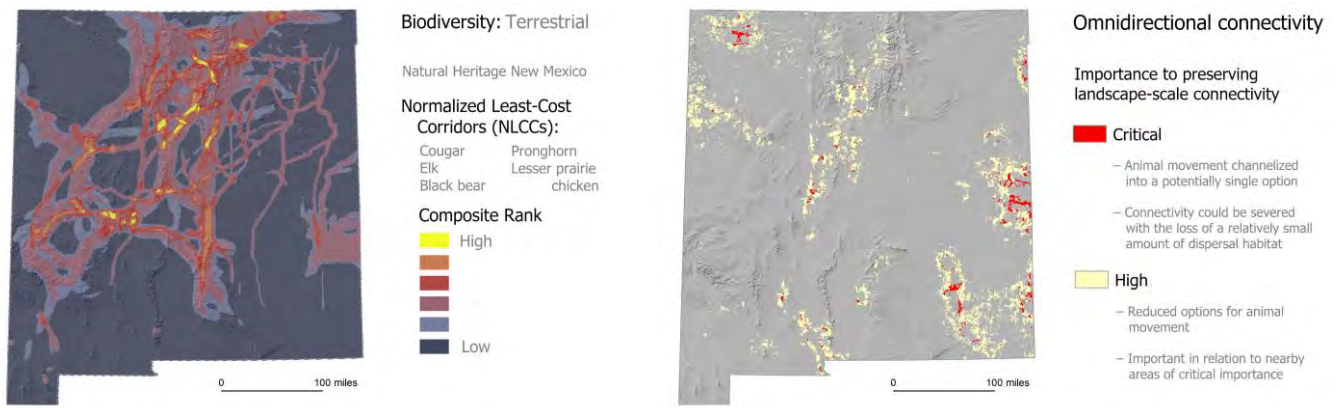 Biodiversity: Terrestrial
Natural Heritage New Mexico
Normalized Least-Cost
Corridors (NLCCs):
Cougar Pronghorn
Elk Lesser prairie
Black bear chicken
Composite Rank
High
Low
0 100 miles
Omnidirectional connectivity
Importance to preserving
landscape-scale connectivity
Critical
– Animal movement channelized
into a potentially single option
– Connectivity could be severed
with the loss of a relatively small
amount of dispersal habitat
High
– Reduced options for animal
movement
– Important in relation to nearby
areas of critical importance
0 100 miles